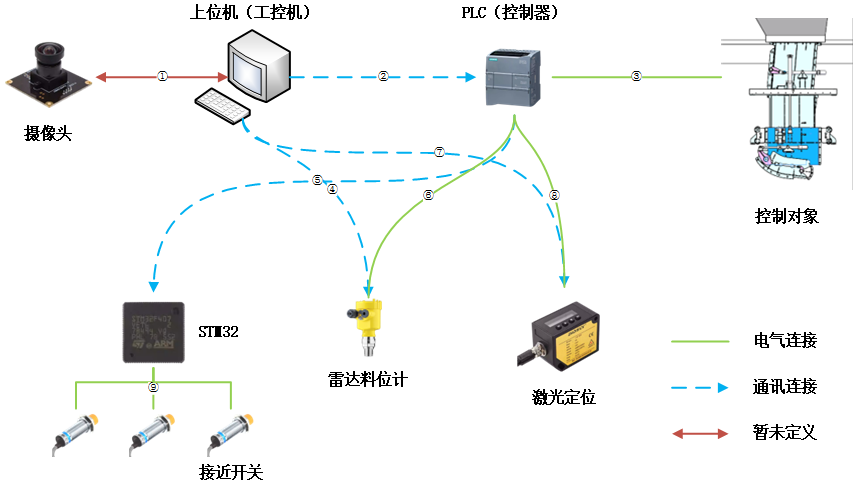 上位机（工控机）
PLC（控制器）
①
②
③
摄像头
⑦
⑤
④
⑥
⑧
控制对象
STM32
雷达料位计
激光定位
⑨
接近开关
电气连接
通讯连接
暂未定义